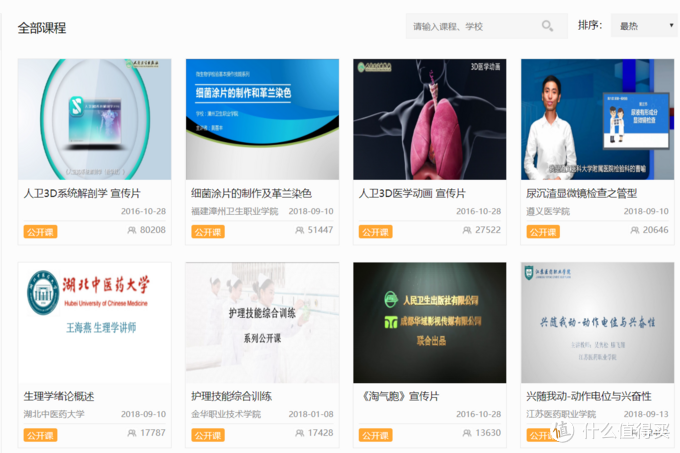 全部课程
请输入课程、学校
排序：
最热
3D医学动画
细菌涂片的制作和革兰染色
人卫3D系统解剖学 宣传片
2016-10-28
公开课
80208
细菌涂片的制作及革兰染色
福建漳州卫生职业学院
2018-09-10
公开课
51447
人卫3D医学动画 宣传片
2016-10-28
公开课
27522
尿沉渣显微镜检查之管型
遵义医学院
2018-09-10
公开课
20646
湖北中医药大学
Hubei University of Chinese Medicine
王海燕 生理学讲师
护理技能综合训练
系列公开课
人民卫生出版社有限公司
成都华域影视传媒有限公司
联合出品
江苏医药职业学院
兴随我动-动作电位与兴奋性
生理学绪论概述
湖北中医药大学
2018-09-10
公开课
17787
护理技能综合训练
金华职业技术学院
2018-01-08
公开课
17428
《淘气胞》宣传片
2016-10-28
公开课
13630
兴随我动-动作电位与兴奋性
江苏医药职业学院
2018-09-13
公开课
值 什么值得买